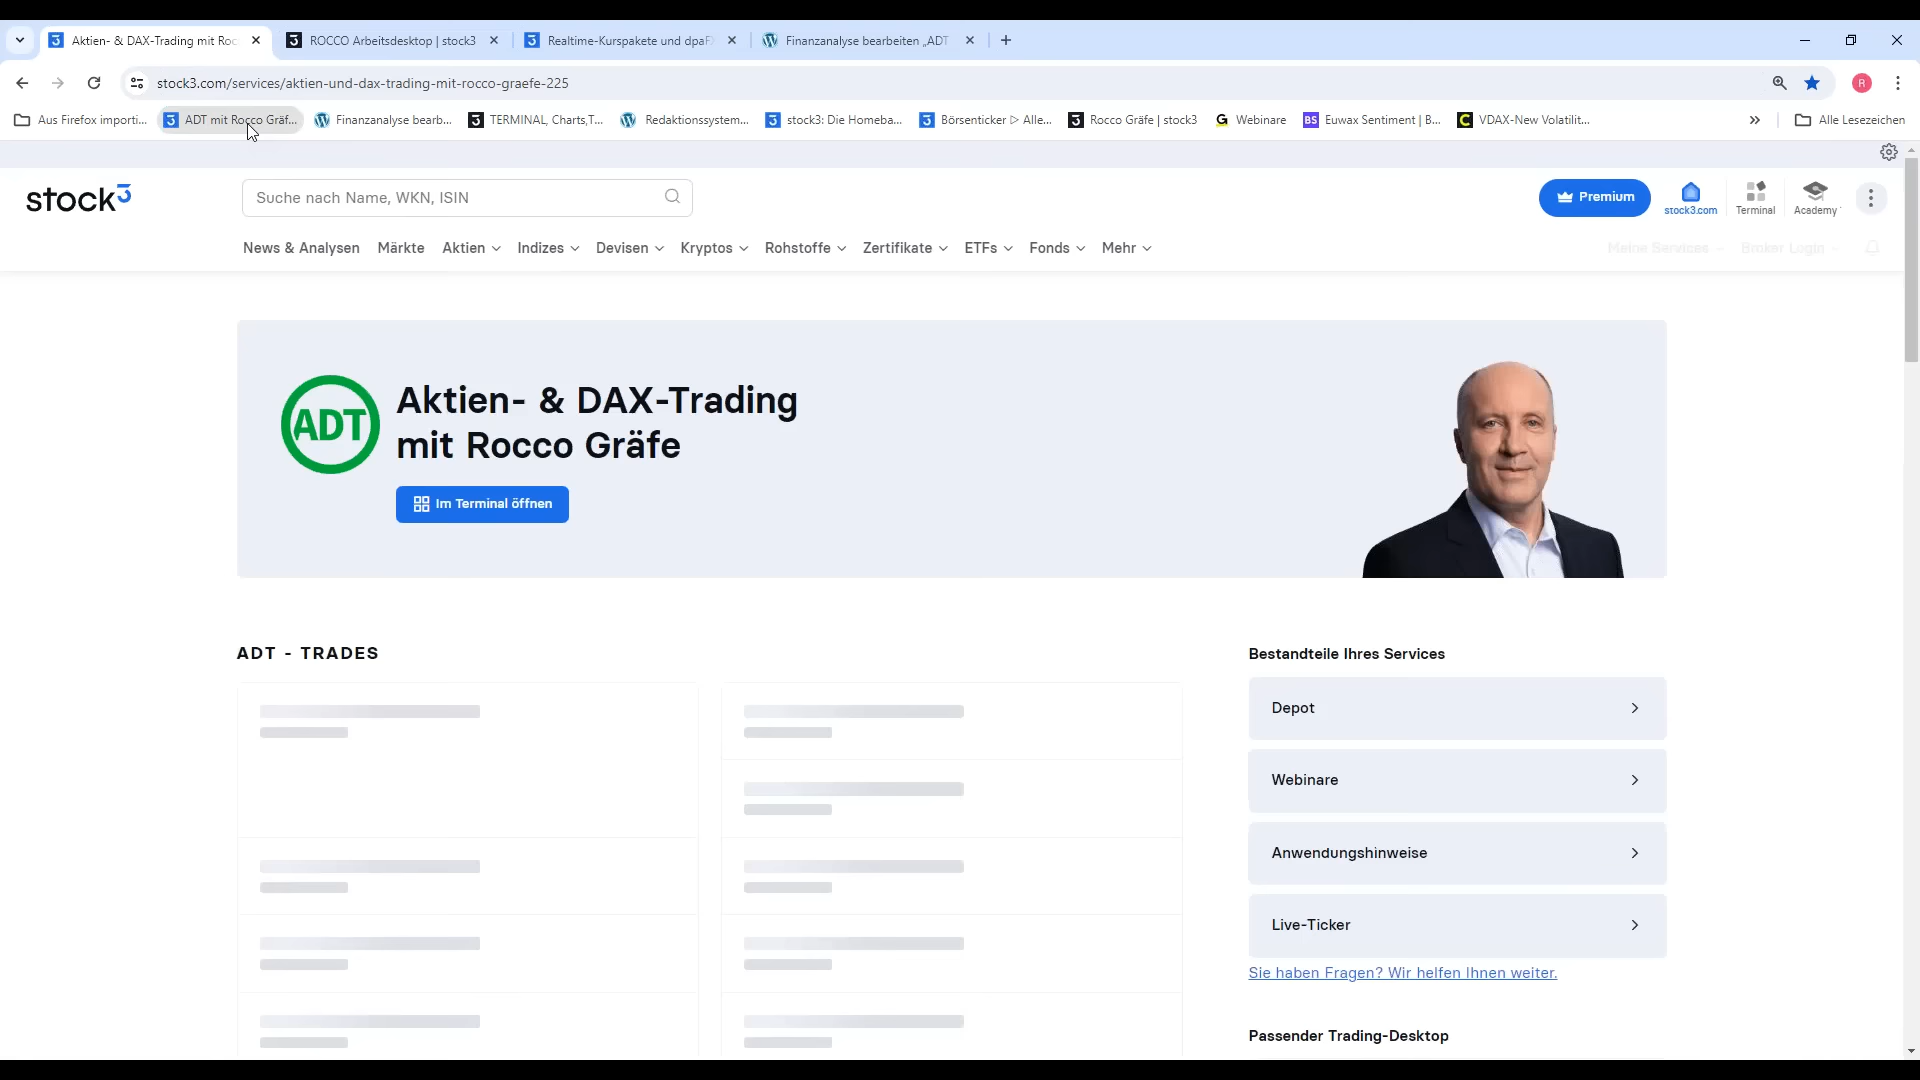 Aktien- & DAX-Trading mit Roc
ROCCO Arbeitsdesktop | stock3
Realtime-Kurspakete und dpaF
Finanzanalyse bearbeiten „ADT
stock3.com/services/aktien-und-dax-trading-mit-rocco-graefe-225
R
Aus Firefox importi...
ADT mit Rocco Gräf...
Finanzanalyse bearb...
TERMINAL, Charts,T...
Redaktionssystem...
stock3: Die Homeba...
Börsenticker ▷ Alle...
Rocco Gräfe | stock3
Webinare
BS Euwax Sentiment | B...
VDAX-New Volatilit...
Alle Lesezeichen
stock3
Suche nach Name, WKN, ISIN
Premium
stock3.com
Terminal
Academy
News & Analysen
Märkte
Aktien
Indizes
Devisen
Kryptos
Rohstoffe
Zertifikate
ETFs
Fonds
Mehr
Meine Services
Broker Login
ADT
Aktien- & DAX-Trading
mit Rocco Gräfe
Im Terminal öffnen
ADT - TRADES
Bestandteile Ihres Services
Depot
Webinare
Anwendungshinweise
Live-Ticker
Sie haben Fragen? Wir helfen Ihnen weiter.
Passender Trading-Desktop